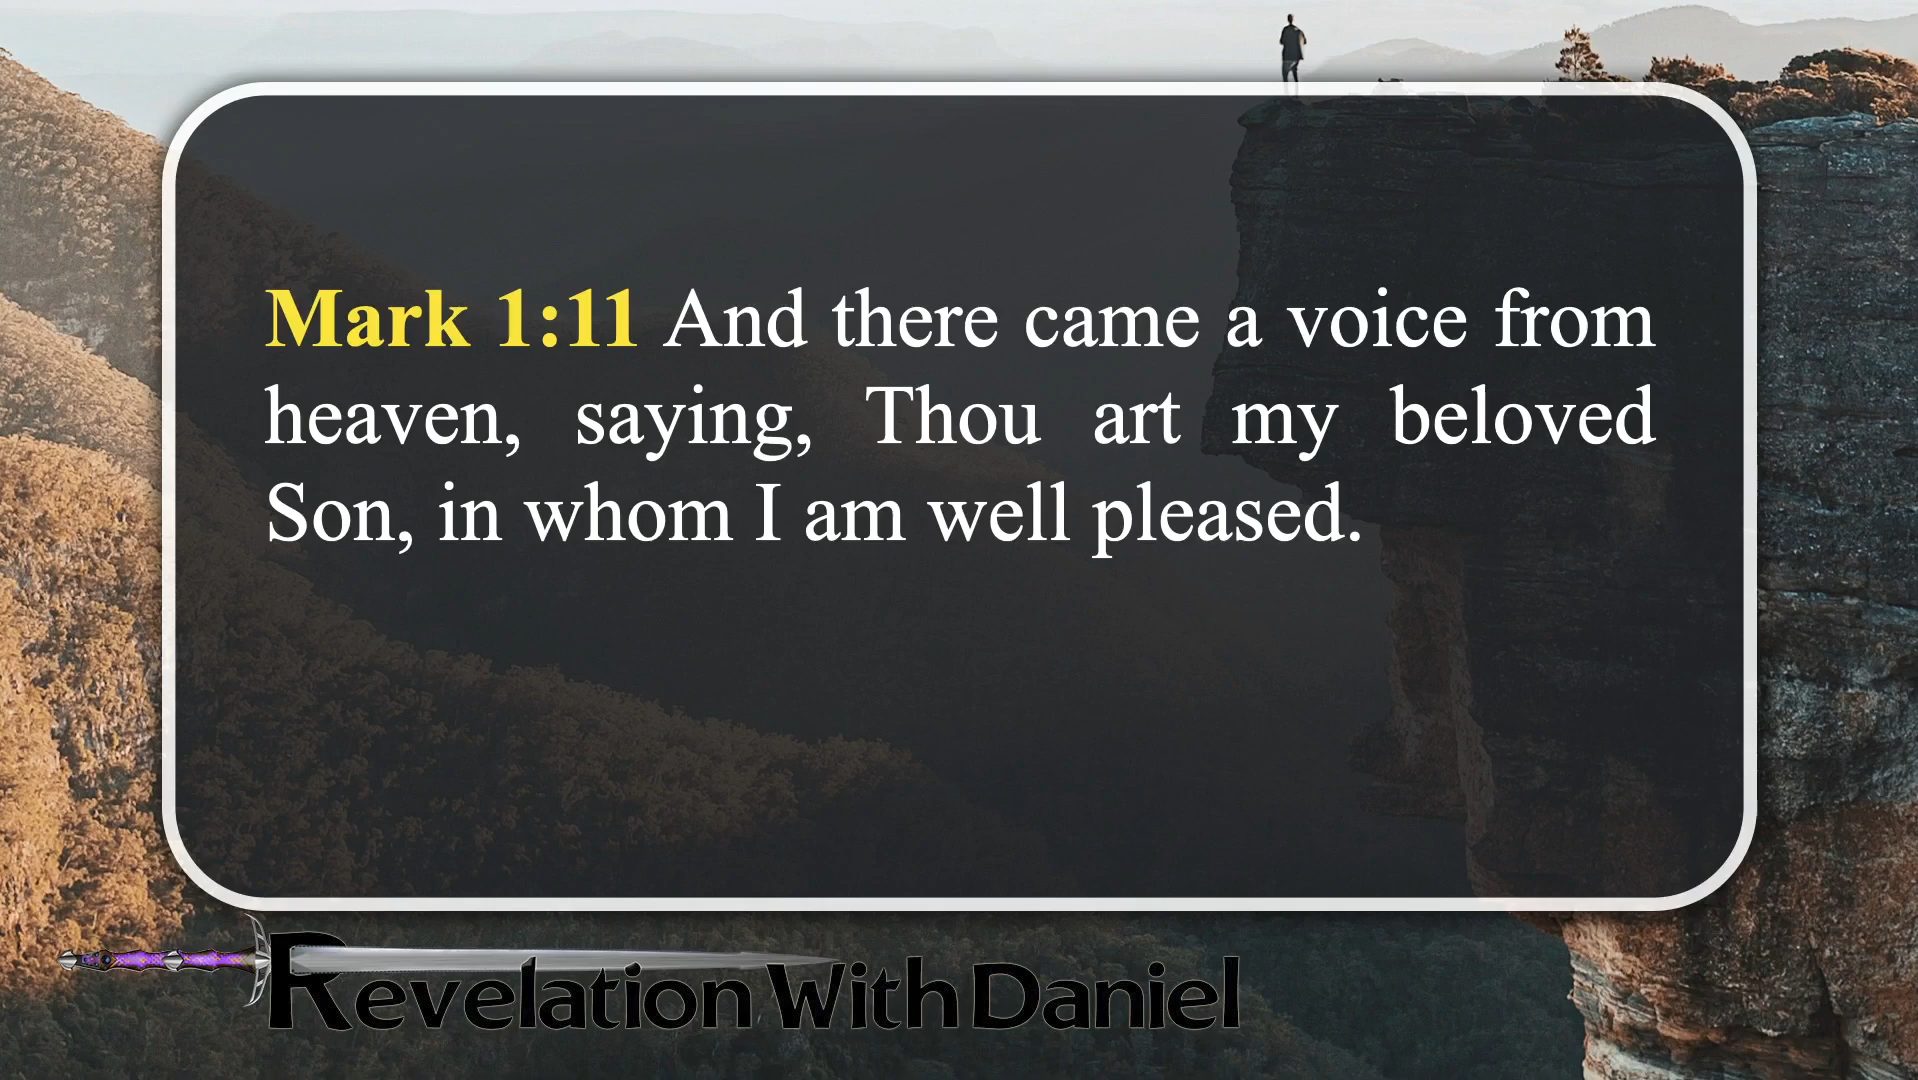 Mark 1:11 And there came a voice from
heaven, saying, Thou art my beloved
Son, in whom I am well pleased.
Revelation With Daniel